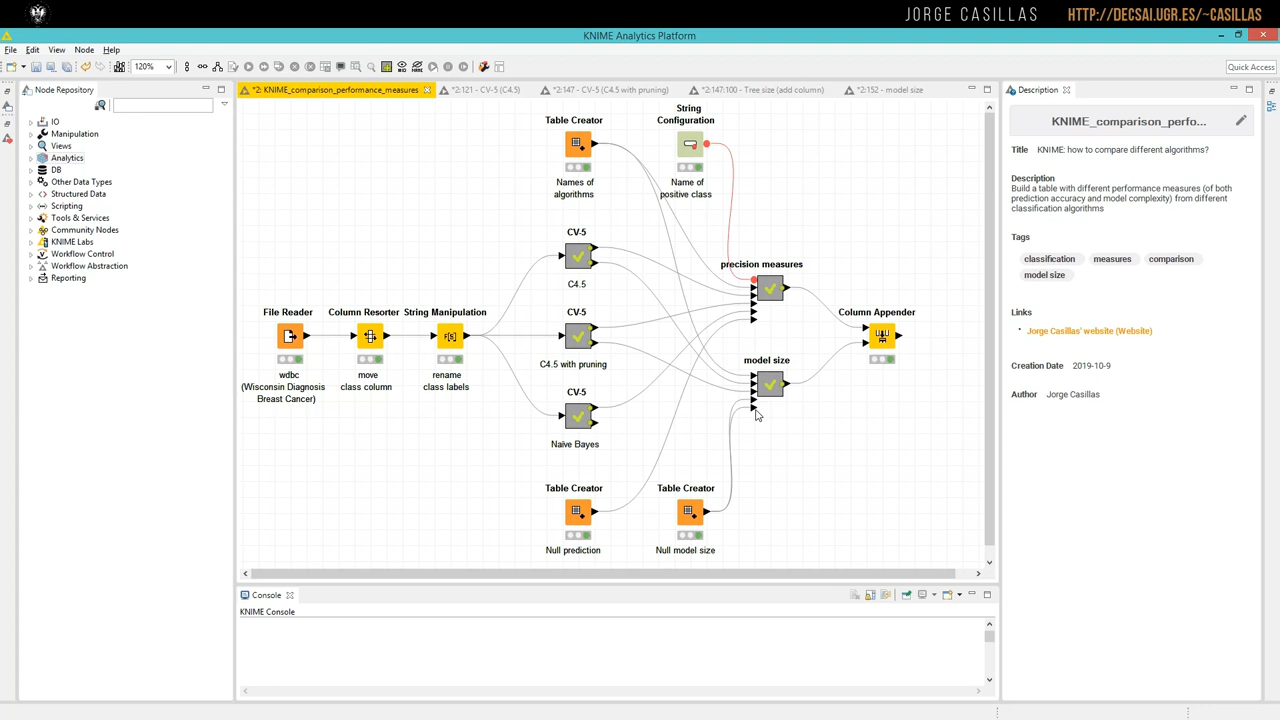 JORGE CASILLAS HTTP://DECSAI.UGR.ES/~CASILLAS
KNIME Analytics Platform
File Edit View Node Help
120%
Quick Access
Node Repository
IO
Manipulation
Views
Analytics
DB
Other Data Types
Structured Data
Scripting
Tools & Services
Community Nodes
KNIME Labs
Workflow Control
Workflow Abstraction
Reporting
*2: KNIME_comparison_performance_measures
*2:121 - CV-5 (C4.5)
*2:147 - CV-5 (C4.5 with pruning)
*2:147:100 - Tree size (add column)
*2:152 - model size
Table Creator
Names of
algorithms
String
Configuration
Name of
positive class
CV-5
C4.5
precision measures
File Reader
wdbc
(Wisconsin Diagnosis
Breast Cancer)
Column Resorter
move
class column
String Manipulation
rename
class labels
CV-5
C4.5 with pruning
Column Appender
model size
CV-5
Naïve Bayes
Table Creator
Null prediction
Table Creator
Null model size
Console
KNIME Console
Description
KNIME_comparison_perfo...
Title KNIME: how to compare different algorithms?
Description
Build a table with different performance measures (of both
prediction accuracy and model complexity) from different
classification algorithms
Tags
classification measures comparison
model size
Links
Jorge Casillas' website (Website)
Creation Date 2019-10-9
Author Jorge Casillas